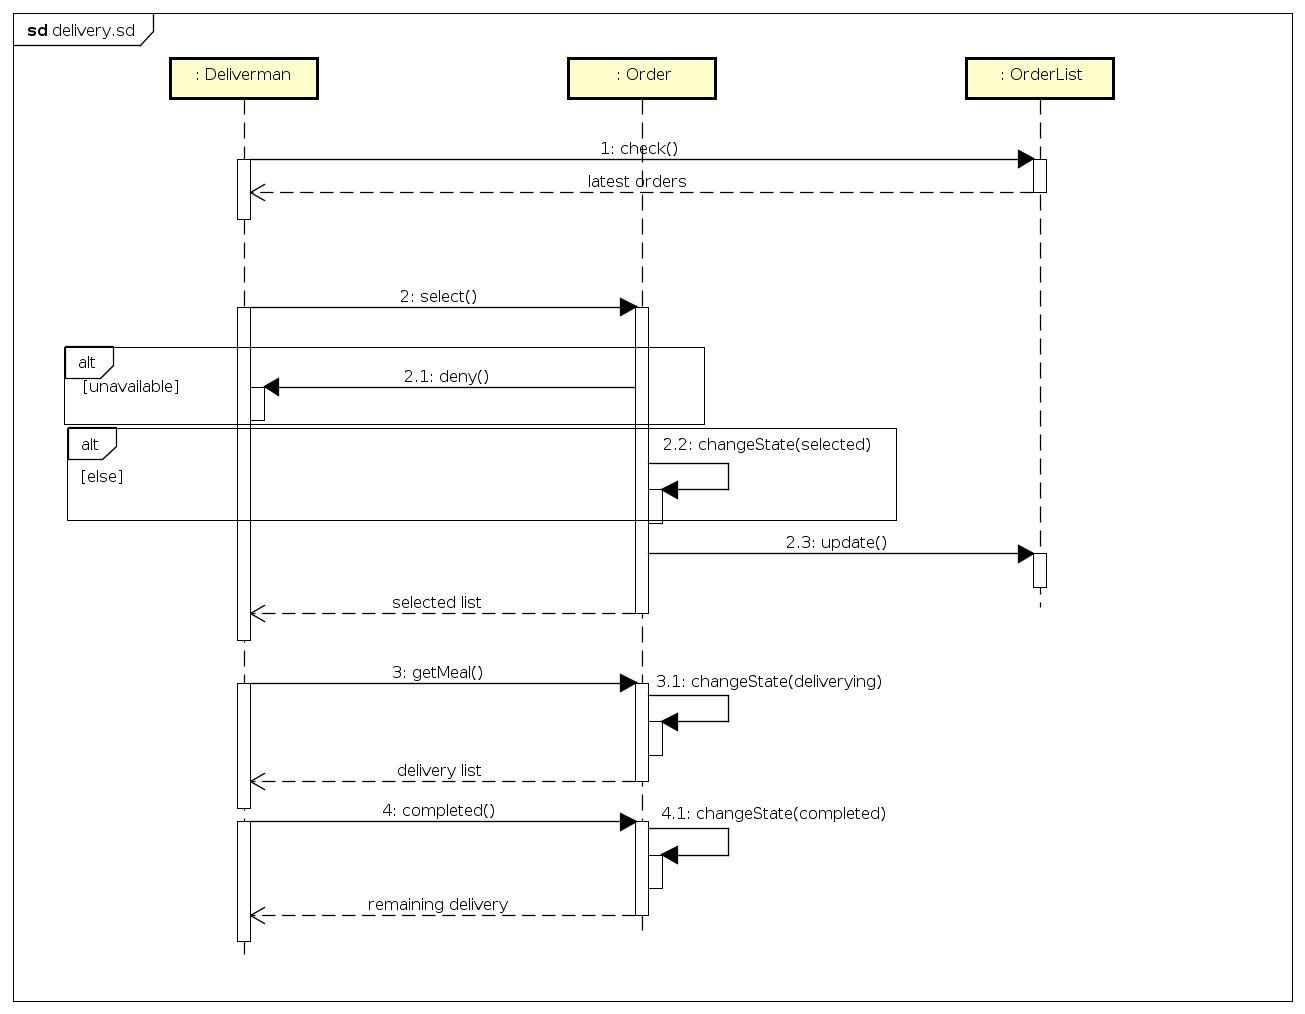 sd delivery.sd
: Deliverman
: Order
: OrderList
1: check()
latest orders
2: select()
alt
2.1: deny()
[unavailable]
alt
2.2: changeState(selected)
[else]
2.3: update()
selected list
3: getMeal()
3.1: changeState(deliverying)
delivery list
4: completed()
4.1: changeState(completed)
remaining delivery